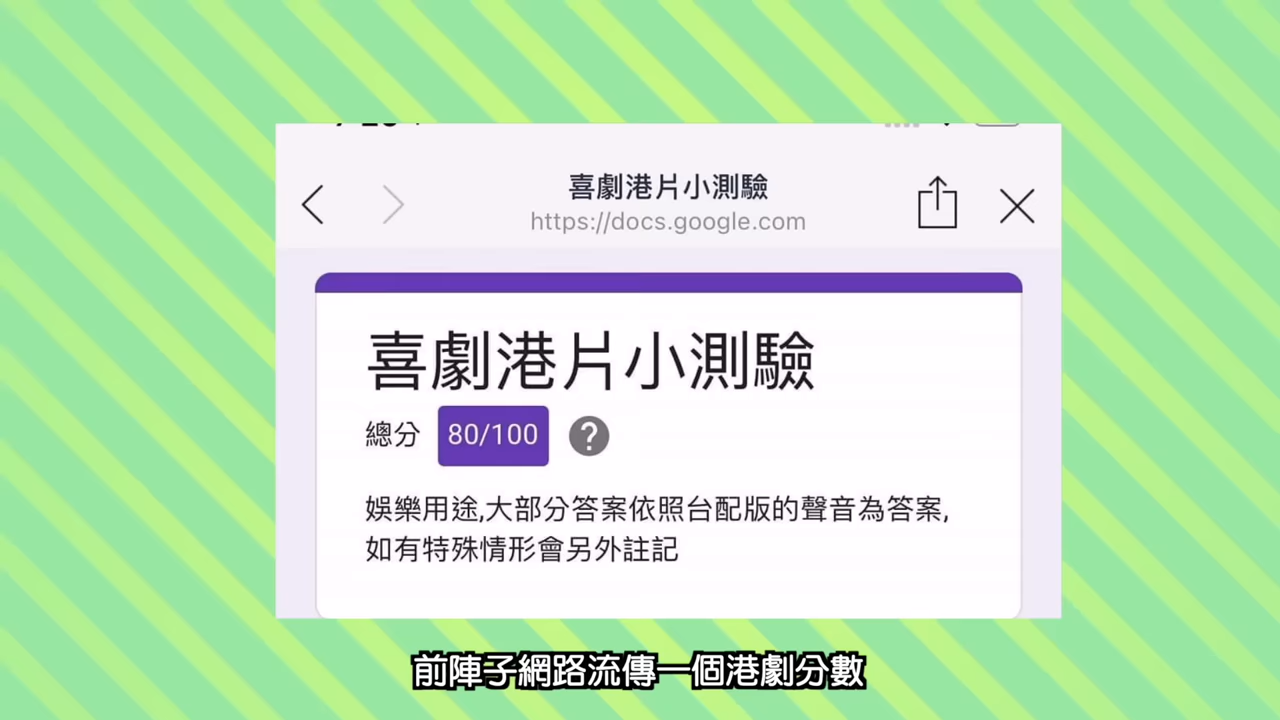 喜劇港片小測驗
https://docs.google.com
喜劇港片小測驗
總分 80/100 ?
娛樂用途,大部分答案依照台配版的聲音為答案,
如有特殊情形會另外註記
前陣子網路流傳一個港劇分數